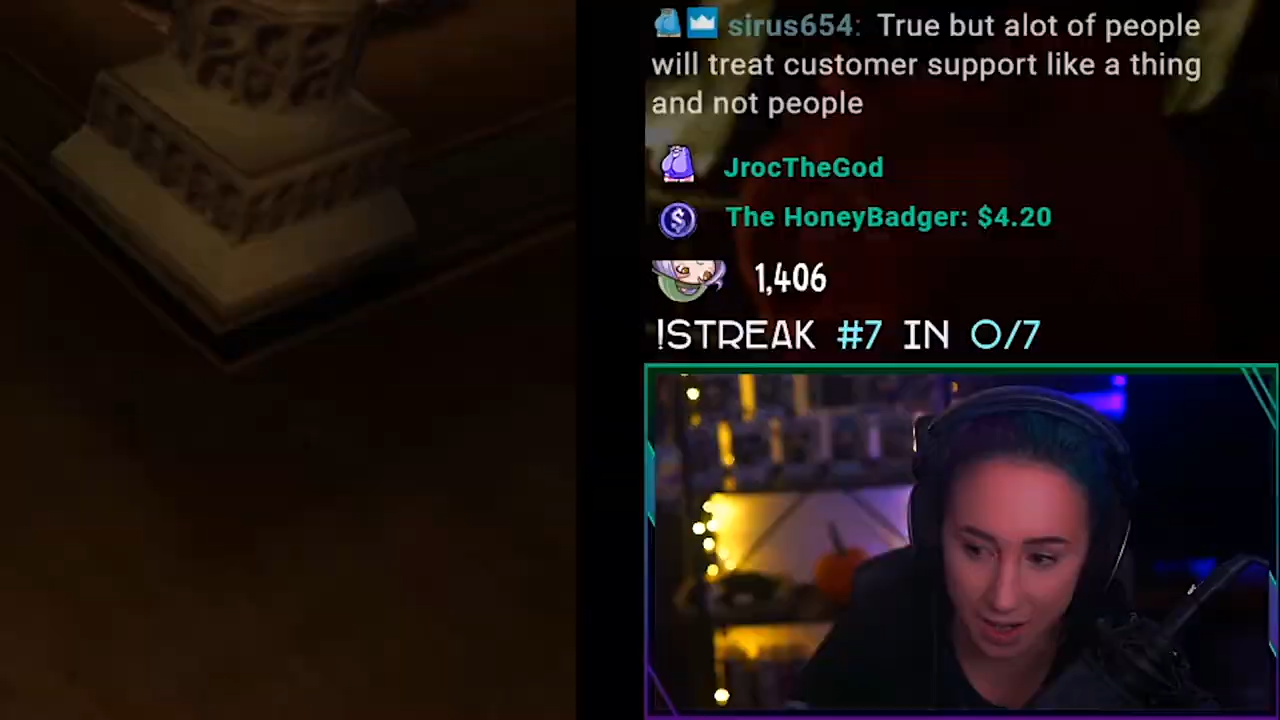 sirus654: True but alot of people
will treat customer support like a thing
and not people
JrocTheGod
The HoneyBadger: $4.20
1,406
!STREAK #7 IN 0/7